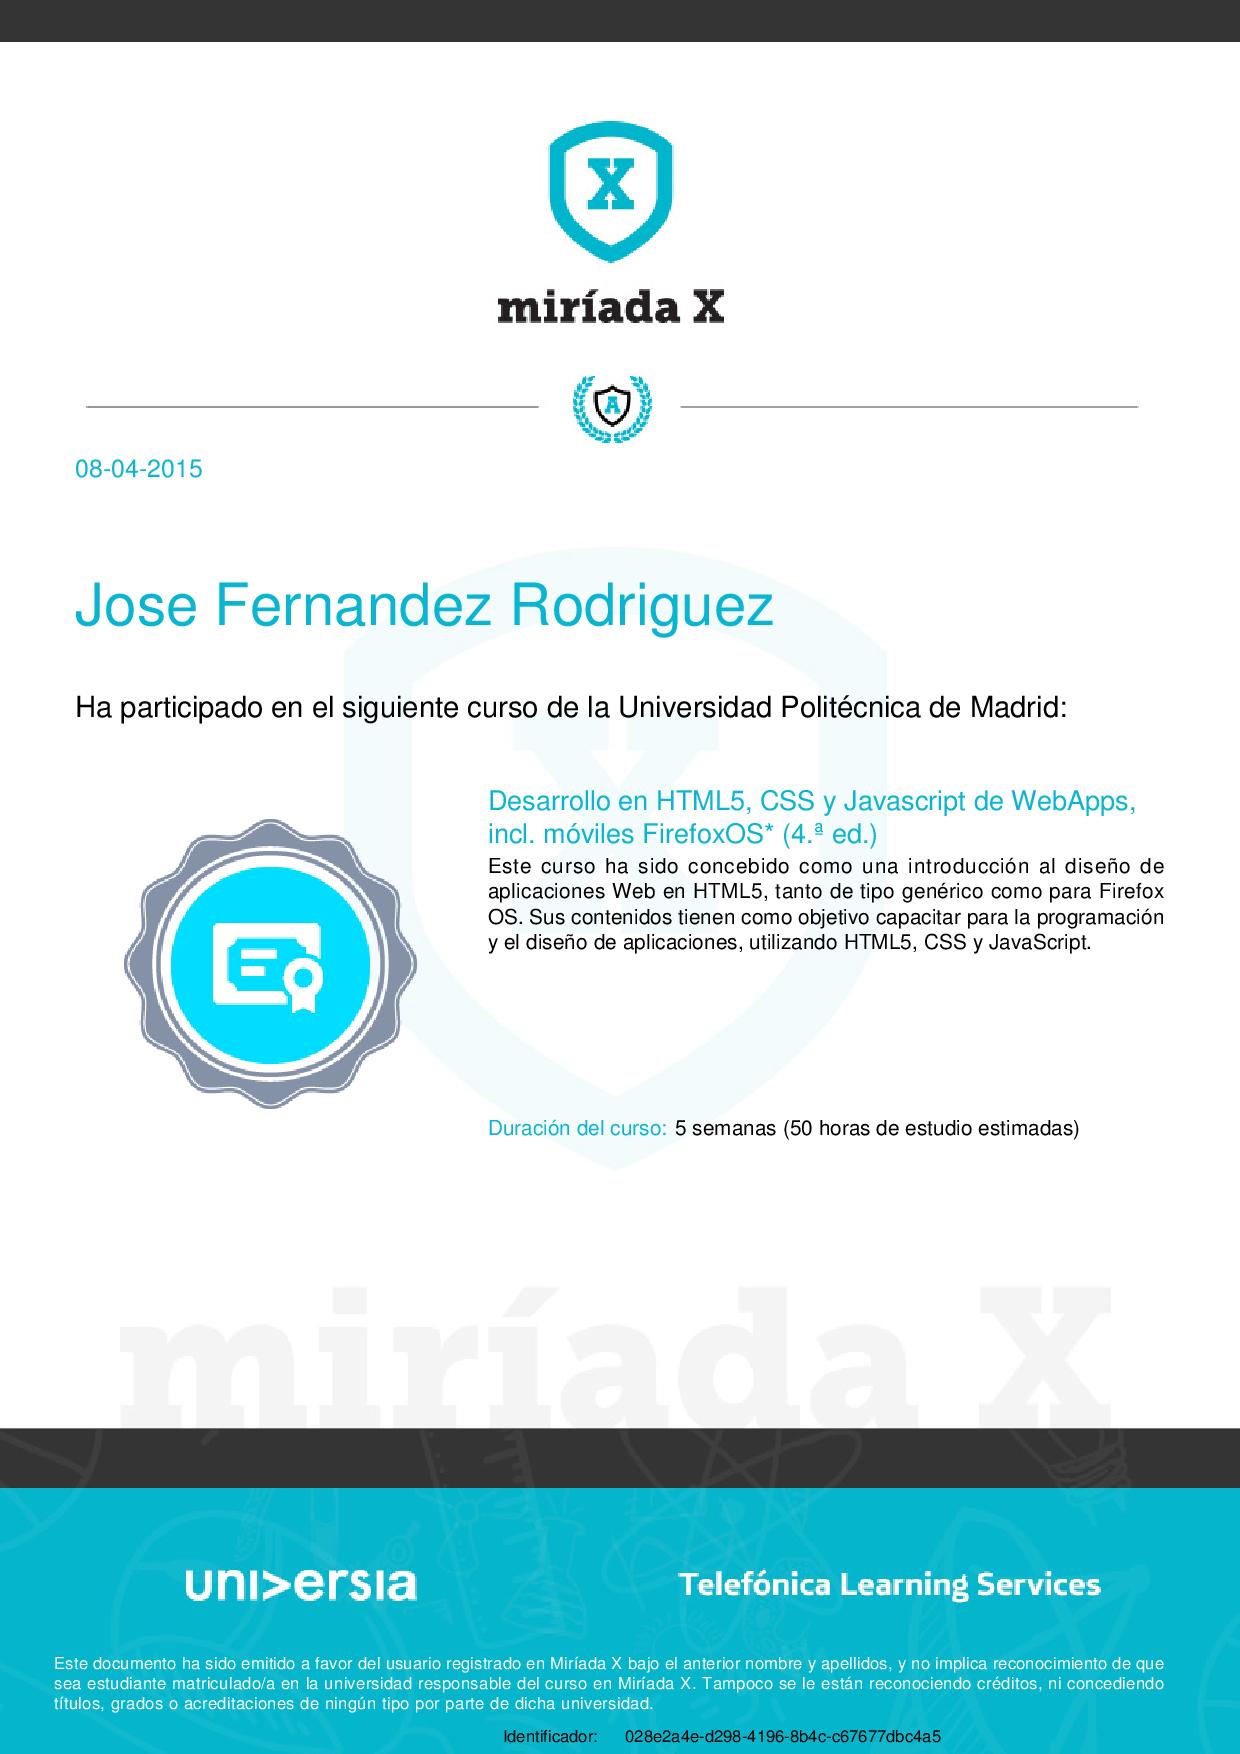 X
miríada X
A
08-04-2015
Jose Fernandez Rodriguez
Ha participado en el siguiente curso de la Universidad Politécnica de Madrid:
Desarrollo en HTML5, CSS y Javascript de WebApps,
incl. móviles FirefoxOS* (4.ª ed.)
Este curso ha sido concebido como una introducción al diseño de
aplicaciones Web en HTML5, tanto de tipo genérico como para Firefox
OS. Sus contenidos tienen como objetivo capacitar para la programación
y el diseño de aplicaciones, utilizando HTML5, CSS y JavaScript.
Duración del curso: 5 semanas (50 horas de estudio estimadas)
miríada X
uni>ersia
Telefónica Learning Services
Este documento ha sido emitido a favor del usuario registrado en Miríada X bajo el anterior nombre y apellidos, y no implica reconocimiento de que
sea estudiante matriculado/a en la universidad responsable del curso en Miríada X. Tampoco se le están reconociendo créditos, ni concediendo
títulos, grados o acreditaciones de ningún tipo por parte de dicha universidad.
Identificador: 028e2a4e-d298-4196-8b4c-c67677dbc4a5